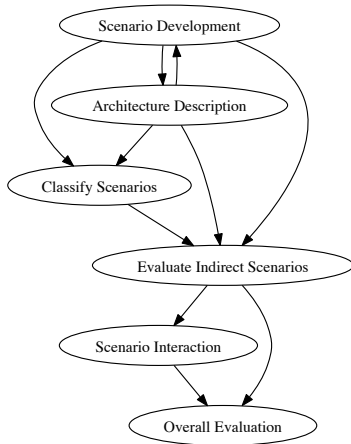 Scenario Development
Architecture Description
Classify Scenarios
Evaluate Indirect Scenarios
Scenario Interaction
Overall Evaluation